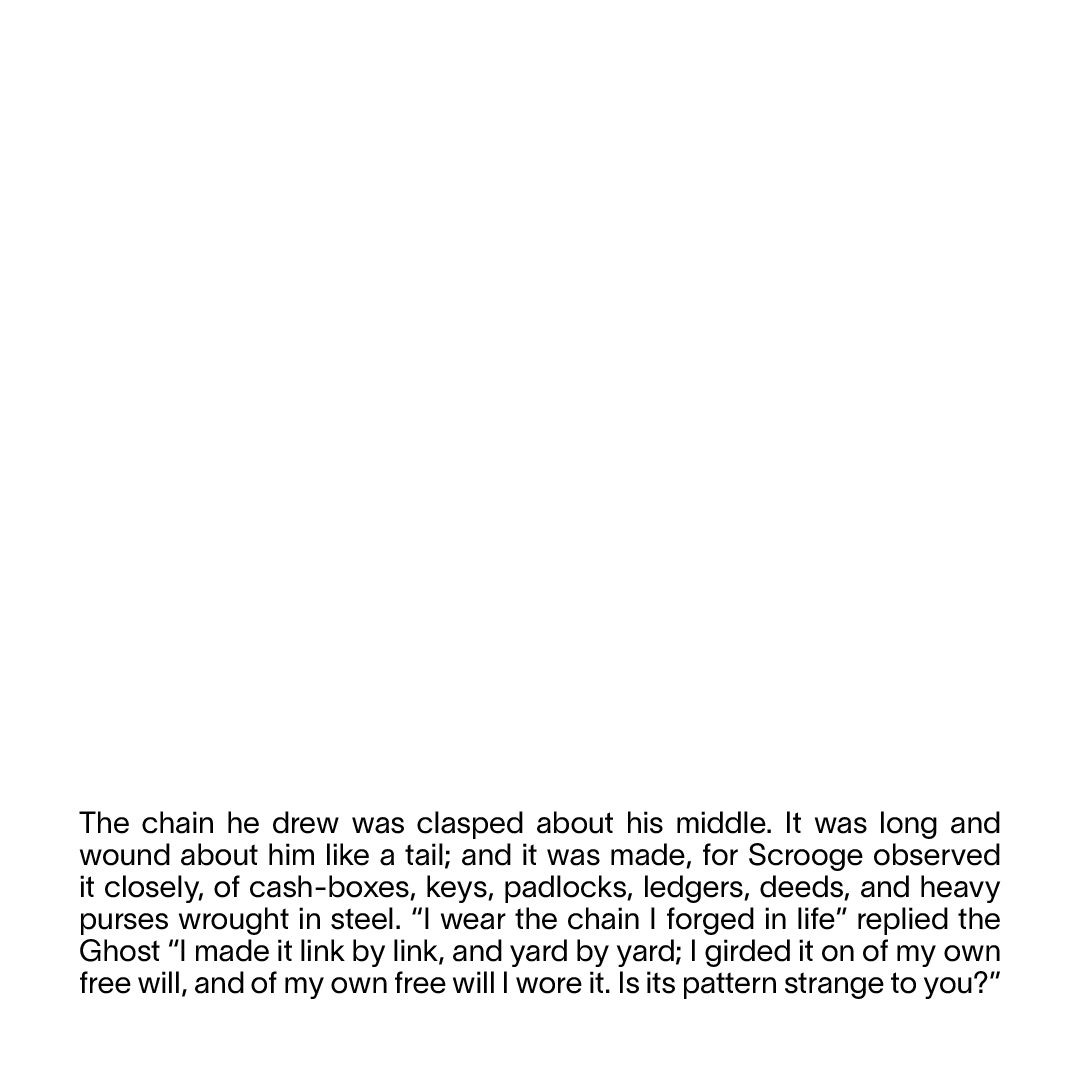 The chain he drew was clasped about his middle. It was long and
wound about him like a tail; and it was made, for Scrooge observed
it closely, of cash-boxes, keys, padlocks, ledgers, deeds, and heavy
purses wrought in steel. “I wear the chain I forged in life” replied the
Ghost “I made it link by link, and yard by yard; I girded it on of my own
free will, and of my own free will I wore it. Is its pattern strange to you?”